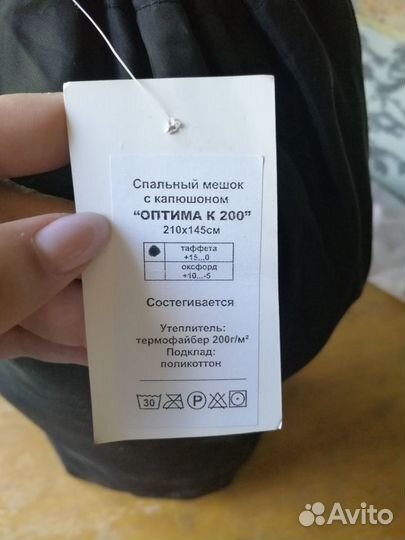 Спальный мешок
с капюшоном
"ОПТИМА К 200"
210х145см
таффета
+15...0
оксфорд
+10...-5
Состегивается
Утеплитель:
термофайбер 200г/м²
Подклад:
поликоттон
30 P
Avito